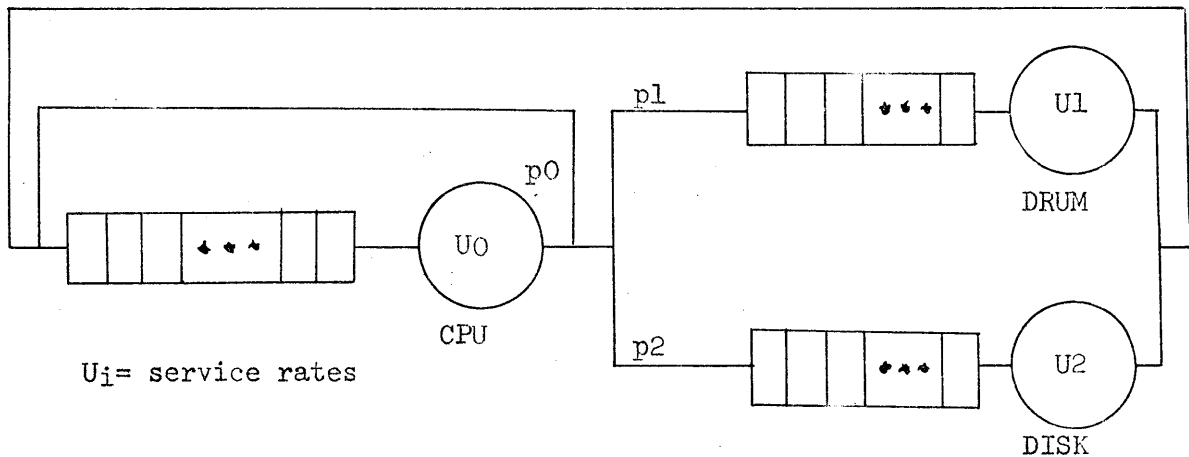 p1
U1
DRUM
p0
U0
CPU
p2
U2
DISK
Ui= service rates